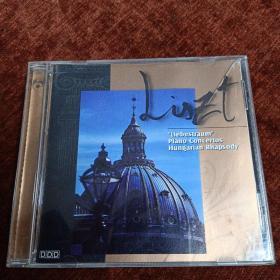 Liszt
"Liebestraum"
Piano Concertos
Hungarian Rhapsody
DDD